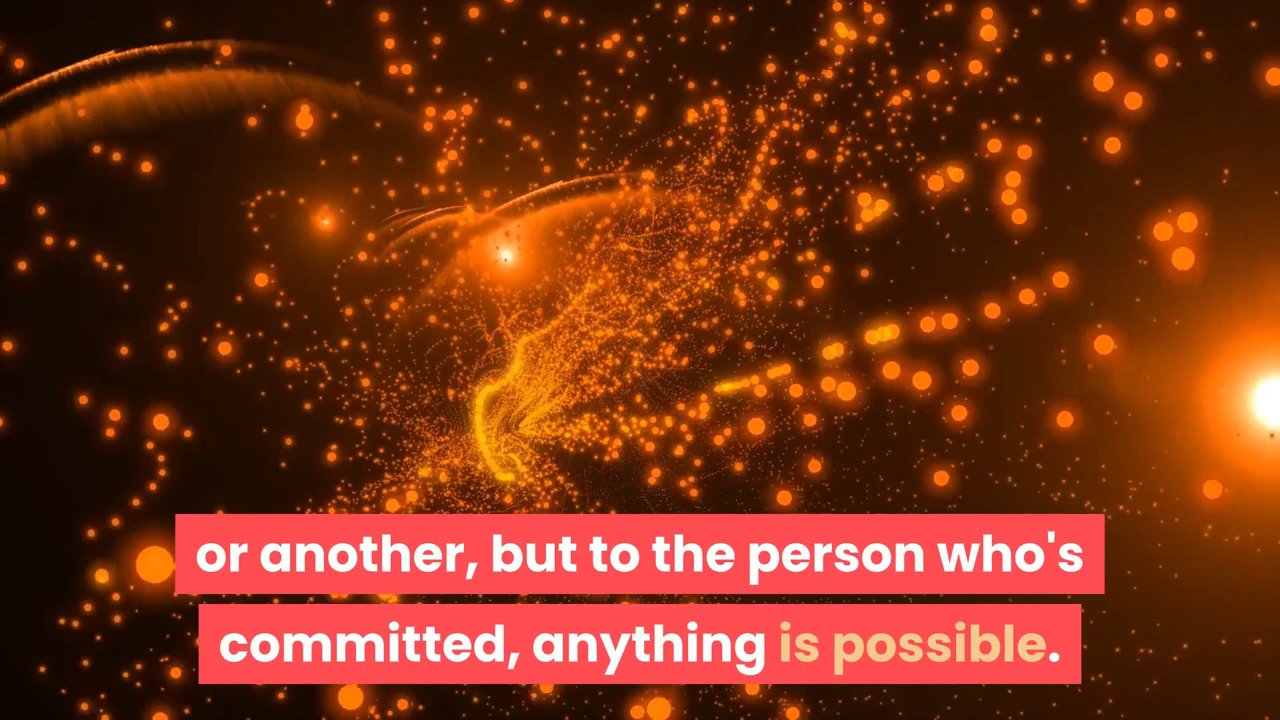 or another, but to the person who's
committed, anything is possible.